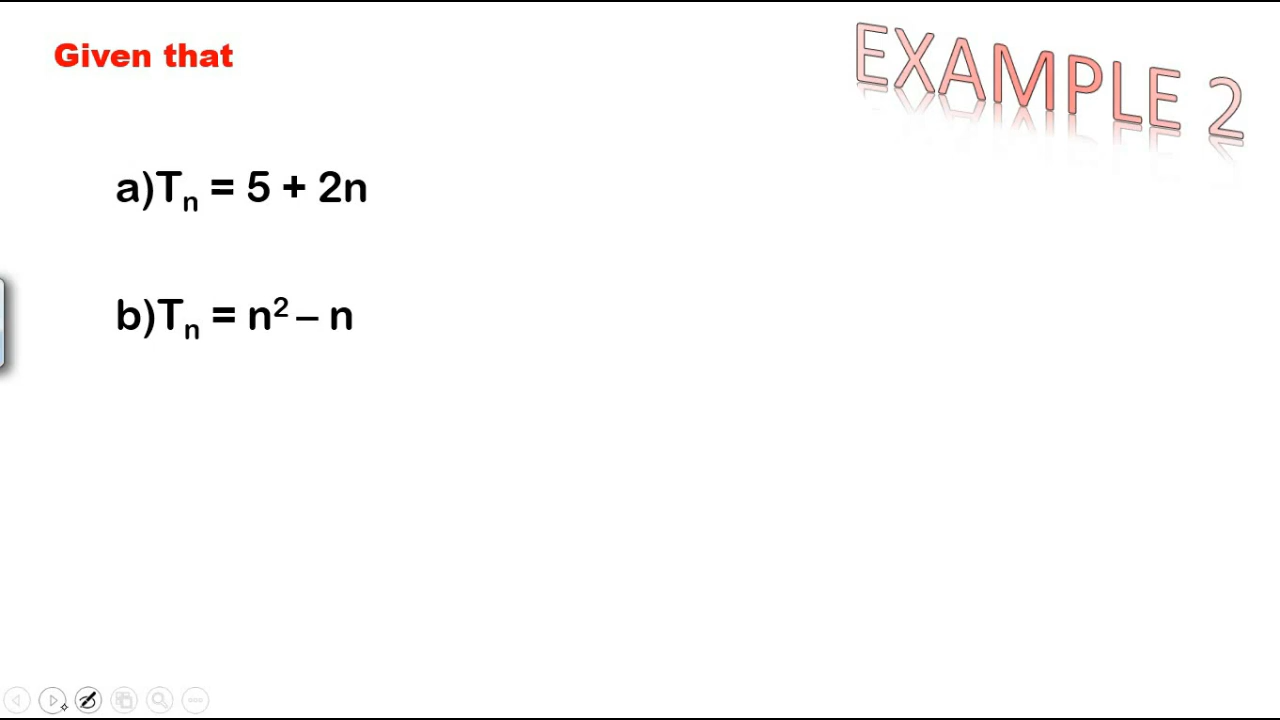 Given that
EXAMPLE 2
a)Tₙ = 5 + 2n
b)Tₙ = n² – n